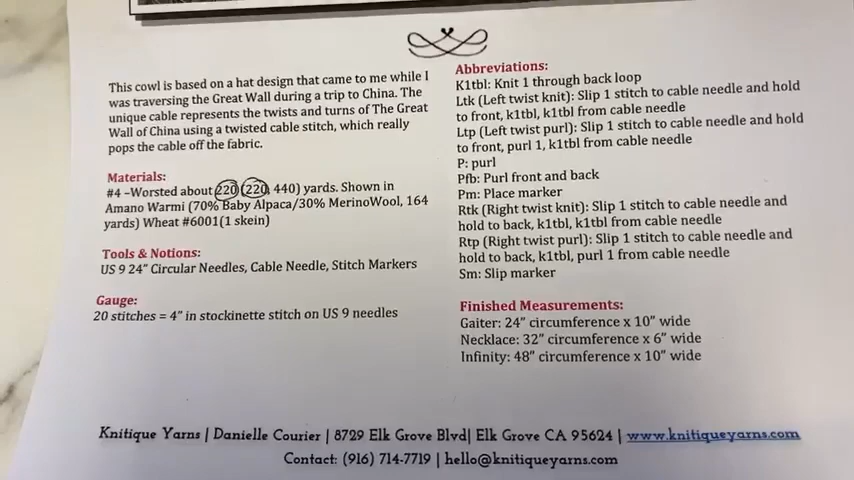 This cowl is based on a hat design that came to me while I
was traversing the Great Wall during a trip to China. The
unique cable represents the twists and turns of The Great
Wall of China using a twisted cable stitch, which really
pops the cable off the fabric.
Materials:
#4 –Worsted about 220 (220, 440) yards. Shown in
Amano Warmi (70% Baby Alpaca/30% MerinoWool, 164
yards) Wheat #6001(1 skein)
Tools & Notions:
US 9 24” Circular Needles, Cable Needle, Stitch Markers
Gauge:
20 stitches = 4” in stockinette stitch on US 9 needles
Abbreviations:
K1tbl: Knit 1 through back loop
Ltk (Left twist knit): Slip 1 stitch to cable needle and hold
to front, k1tbl, k1tbl from cable needle
Ltp (Left twist purl): Slip 1 stitch to cable needle and hold
to front, purl 1, k1tbl from cable needle
P: purl
Pfb: Purl front and back
Pm: Place marker
Rtk (Right twist knit): Slip 1 stitch to cable needle and
hold to back, k1tbl, k1tbl from cable needle
Rtp (Right twist purl): Slip 1 stitch to cable needle and
hold to back, k1tbl, purl 1 from cable needle
Sm: Slip marker
Finished Measurements:
Gaiter: 24” circumference x 10” wide
Necklace: 32” circumference x 6” wide
Infinity: 48” circumference x 10” wide
Knitique Yarns | Danielle Courier | 8729 Elk Grove Blvd| Elk Grove CA 95624 | www.knitiqueyarns.com
Contact: (916) 714-7719 | hello@knitiqueyarns.com